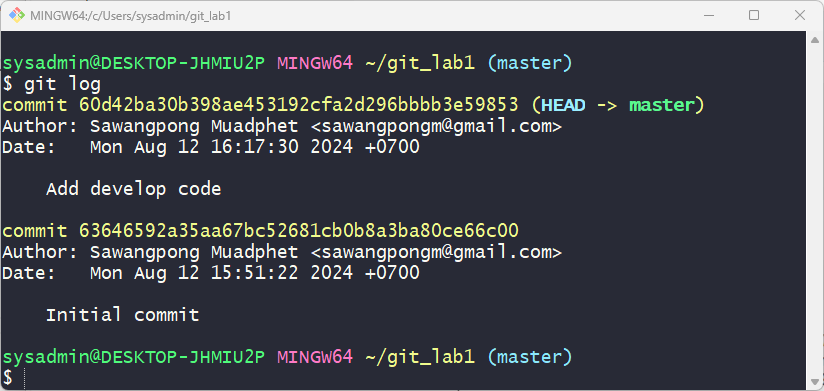 MINGW64:/c/Users/sysadmin/git_lab1
sysadmin@DESKTOP-JHMIU2P MINGW64 ~/git_lab1 (master)
$ git log
commit 60d42ba30b398ae453192cfa2d296bbbb3e59853 (HEAD -> master)
Author: Sawangpong Muadphet <sawangpongm@gmail.com>
Date:   Mon Aug 12 16:17:30 2024 +0700
    Add develop code
commit 63646592a35aa67bc52681cb0b8a3ba80ce66c00
Author: Sawangpong Muadphet <sawangpongm@gmail.com>
Date:   Mon Aug 12 15:51:22 2024 +0700
    Initial commit
sysadmin@DESKTOP-JHMIU2P MINGW64 ~/git_lab1 (master)
$